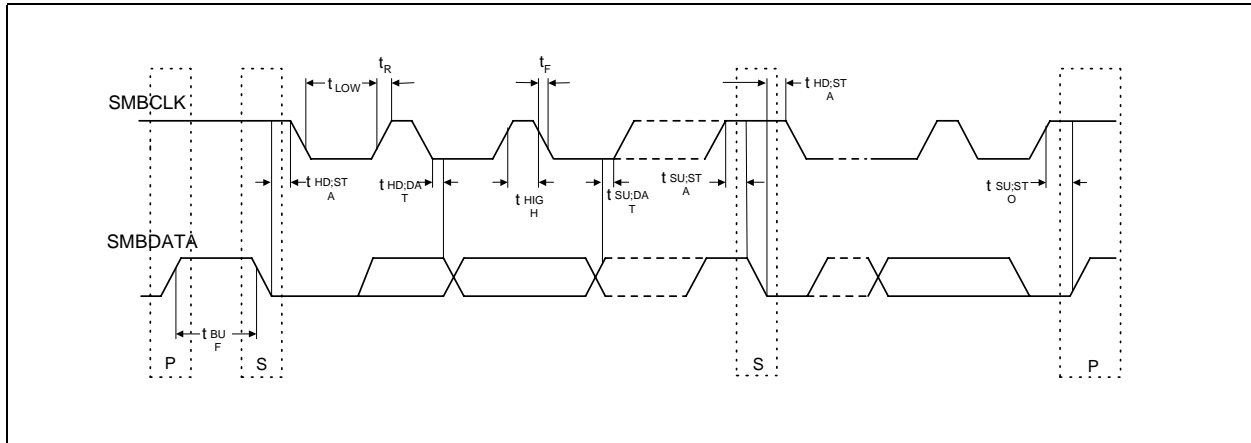 t R
t F
t LOW
t HD;STA
SMBCLK
t HD;STA
t HD;DAT
t HIGH
t SU;DAT
t SU;STA
t SU;STO
SMBDATA
t BUF
P
S
S
P